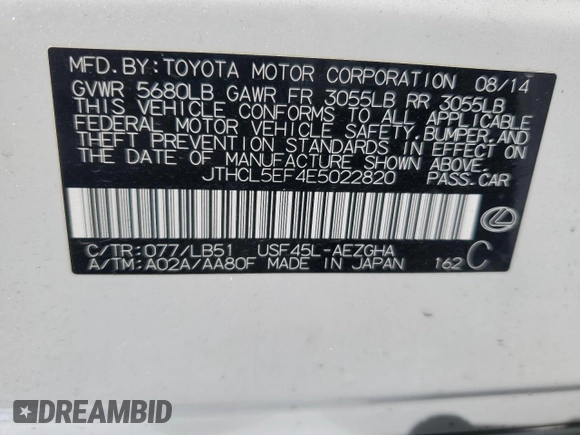 MFD.BY: TOYOTA MOTOR CORPORATION 08/14
GVWR 5680LB GAWR FR 3055LB RR 3055LB
THIS VEHICLE CONFORMS TO ALL APPLICABLE
FEDERAL MOTOR VEHICLE SAFETY, BUMPER, AND
THEFT PREVENTION STANDARDS IN EFFECT ON
THE DATE OF MANUFACTURE SHOWN ABOVE.
JTHCL5EF4E5022820 PASS.CAR
C/TR: 077/LB51 USF45L-AEZGHA
A/TM: A02A/AA80F MADE IN JAPAN 162 C
DREAMBID